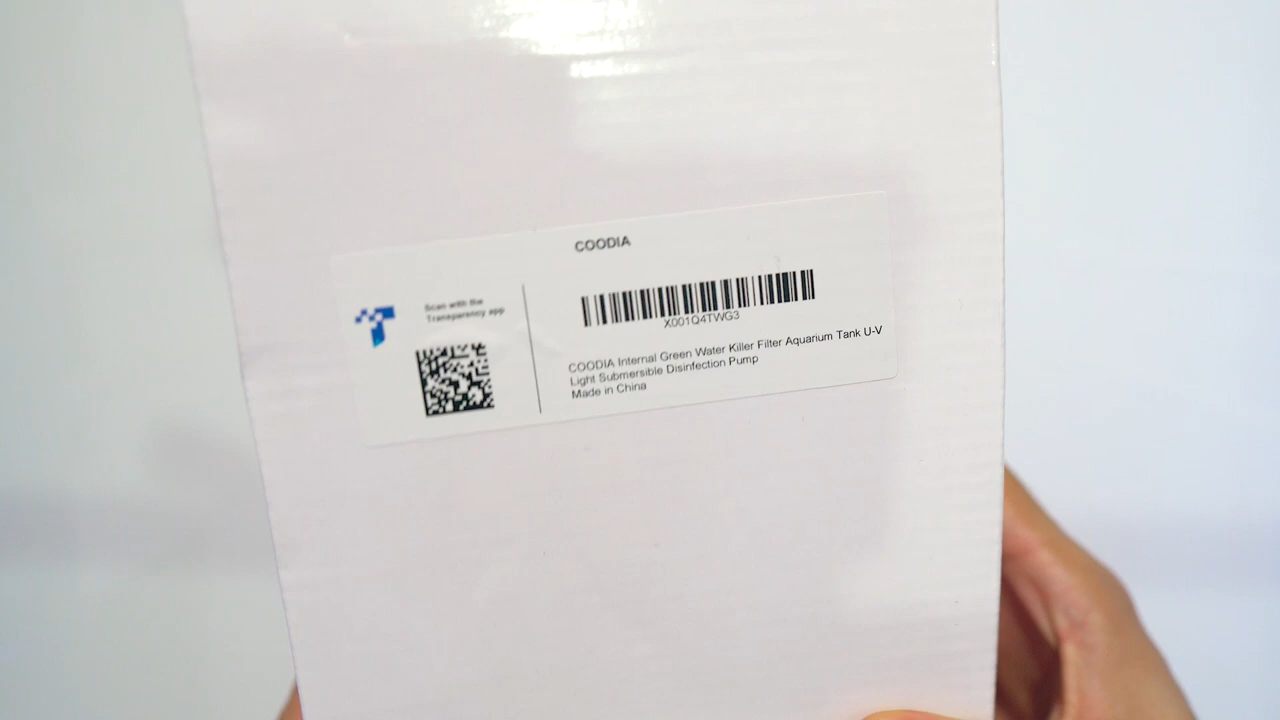 COODIA
Scan with the
Transparency app
X001Q4TWG3
COODIA Internal Green Water Killer Filter Aquarium Tank U-V
Light Submersible Disinfection Pump
Made in China